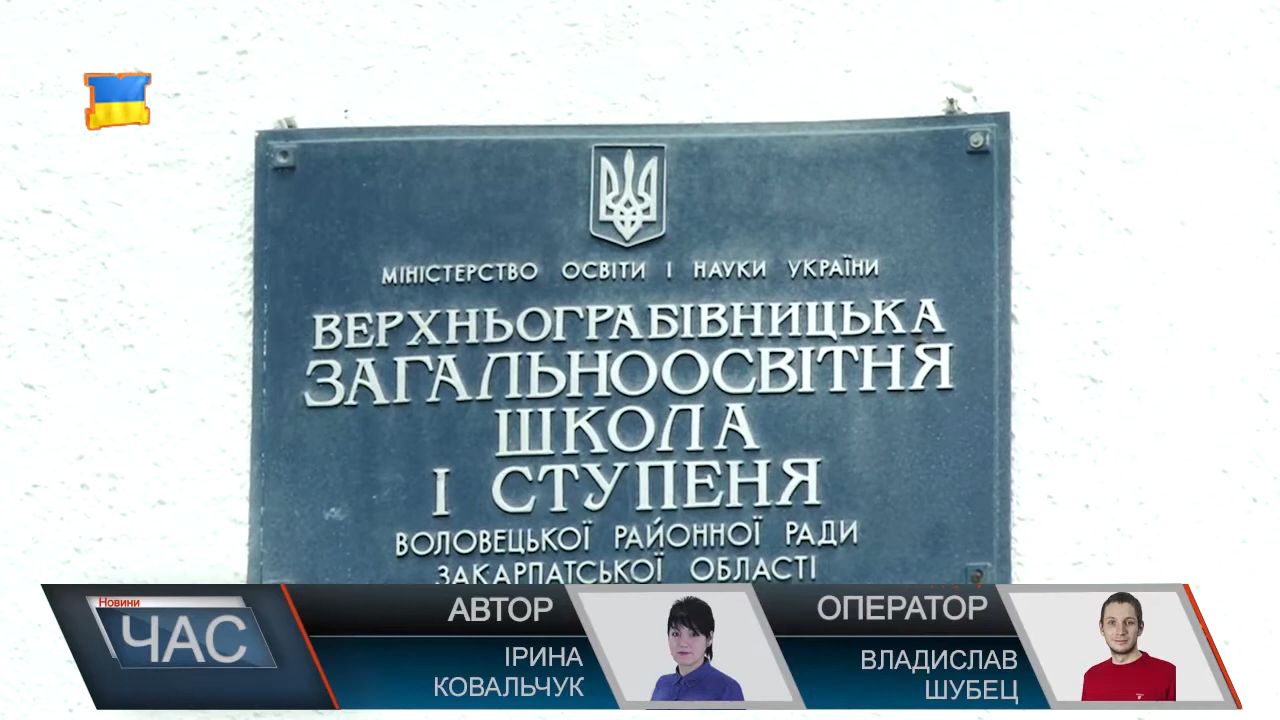 МІНІСТЕРСТВО ОСВІТИ І НАУКИ УКРАЇНИ
ВЕРХНЬОГРАБІВНИЦЬКА
ЗАГАЛЬНООСВІТНЯ
ШКОЛА
І СТУПЕНЯ
ВОЛОВЕЦЬКОЇ РАЙОННОЇ РАДИ
ЗАКАРПАТСЬКОЇ ОБЛАСТІ
Новини
ЧАС
АВТОР
ІРИНА
КОВАЛЬЧУК
ОПЕРАТОР
ВЛАДИСЛАВ
ШУБЕЦ